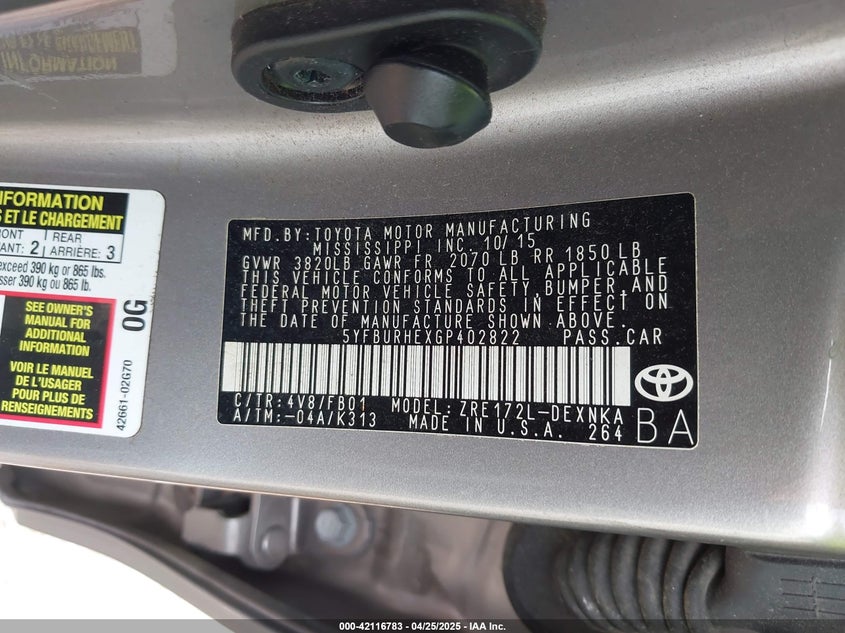 INFORMATION
S ET LE CHARGEMENT
FRONT
REAR
2
ARRIÈRE: 3
exceed 390 kg or 865 lbs.
390 kg ou 865 lb.
SEE OWNER'S
MANUAL FOR
ADDITIONAL
INFORMATION
VOIR LE MANUEL
DE L'USAGER
POUR PLUS DE
RENSEIGNEMENTS
0G
42661-02G70
MFD.BY:TOYOTA MOTOR MANUFACTURING
MISSISSIPPI INC. 10/15
GVWR 3820LB GAWR FR, 2070 LB, RR 1850 LB
THIS VEHICLE CONFORMS TO ALL APPLICABLE
FEDERAL MOTOR VEHICLE SAFETY, BUMPER, AND
THEFT PREVENTION STANDARDS IN EFFECT ON
THE DATE OF MANUFACTURE SHOWN ABOVE.
5YFBURHEXGP402822 PASS.CAR
C/TR:4V8/FB01 MODEL: ZRE172L-DEXNKA
A/TM:-04A/K313 MADE IN U.S.A. 264
BA
000-42116783 - 04/25/2025 - IAA Inc.